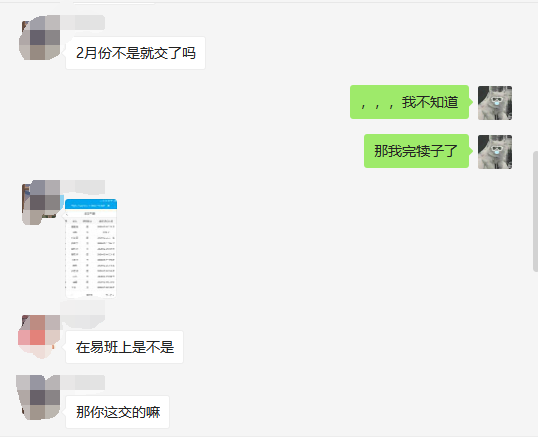 2月份不是就交了吗
，，，我不知道
那我完犊子了
在易班上是不是
那你这交的嘛